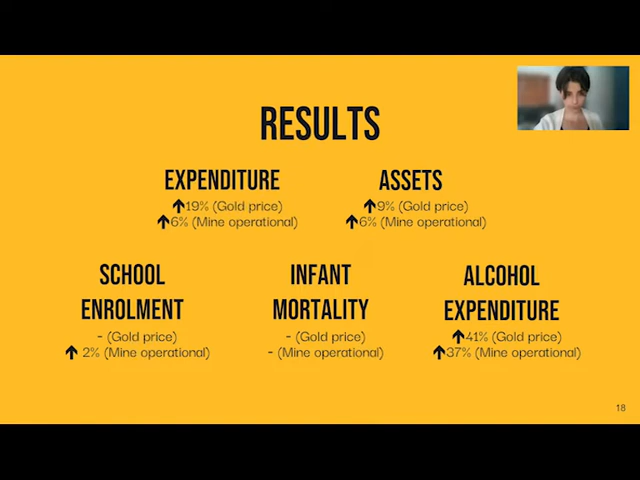 RESULTS
EXPENDITURE
↑19% (Gold price)
↑6% (Mine operational)
ASSETS
↑9% (Gold price)
↑6% (Mine operational)
SCHOOL
ENROLMENT
- (Gold price)
↑ 2% (Mine operational)
INFANT
MORTALITY
- (Gold price)
- (Mine operational)
ALCOHOL
EXPENDITURE
↑41% (Gold price)
↑37% (Mine operational)
18